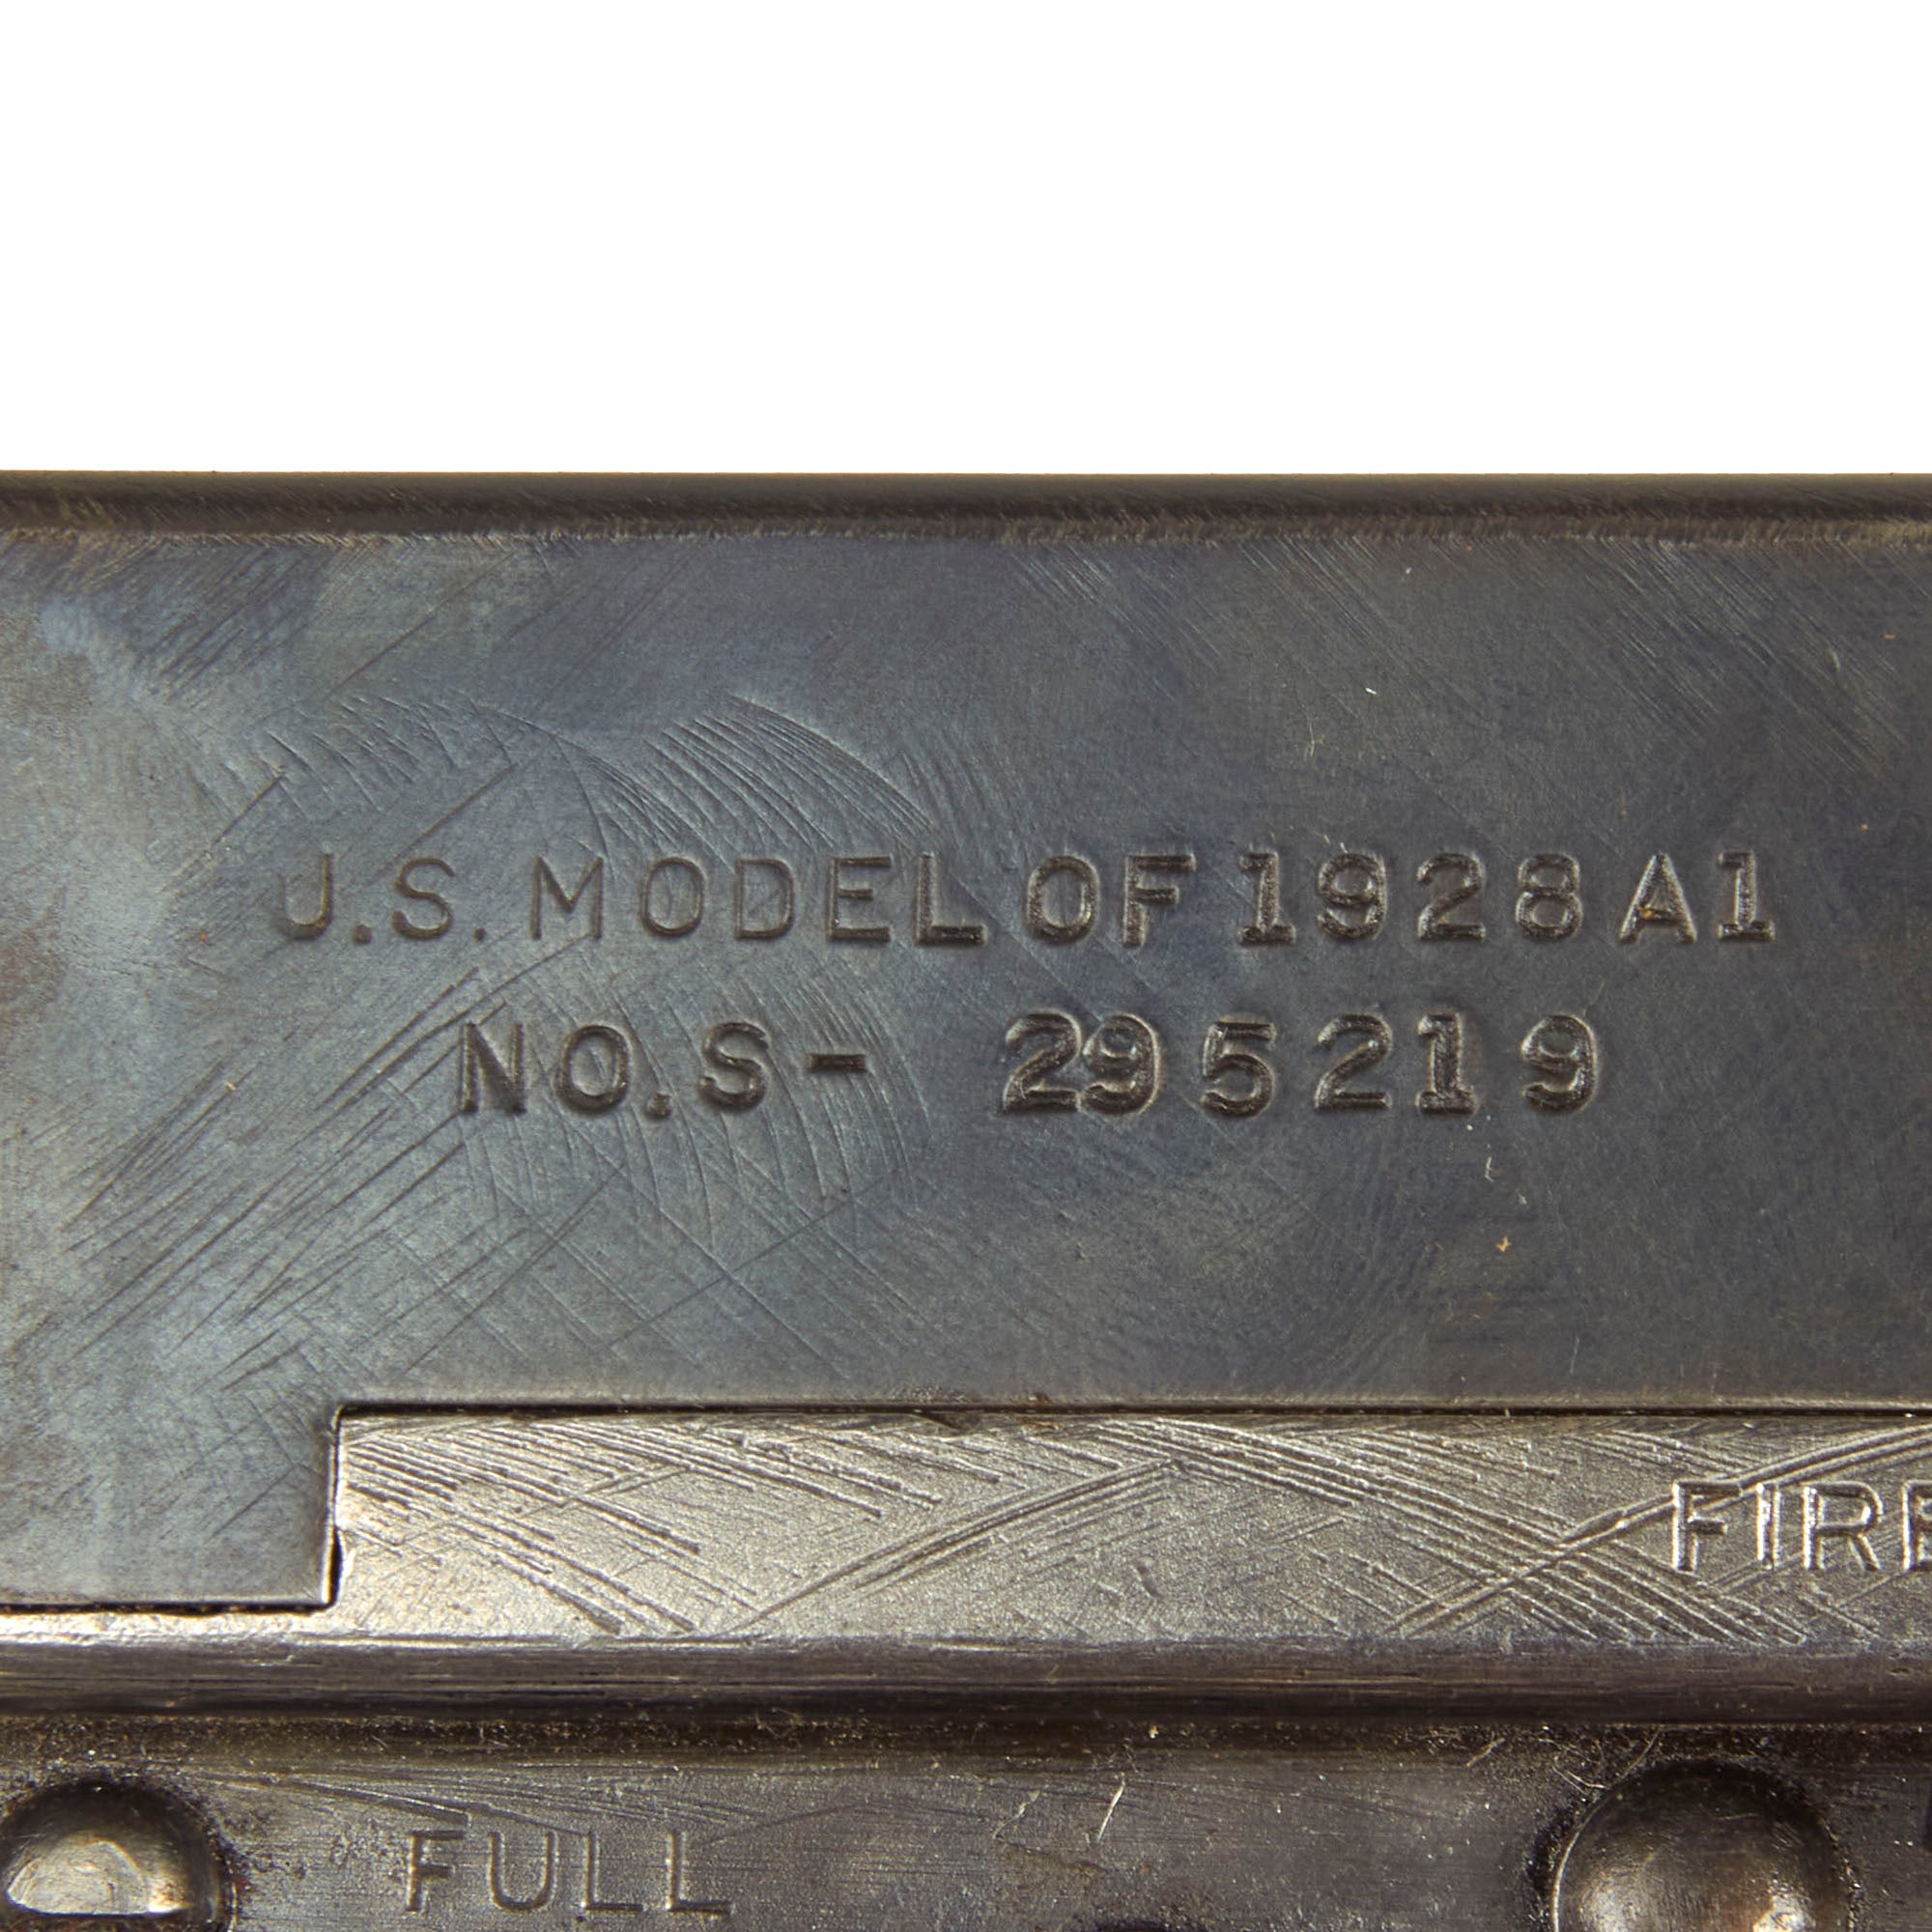 U.S. MODEL OF 1928 A1
NO. S- 295219
FIRE
FULL